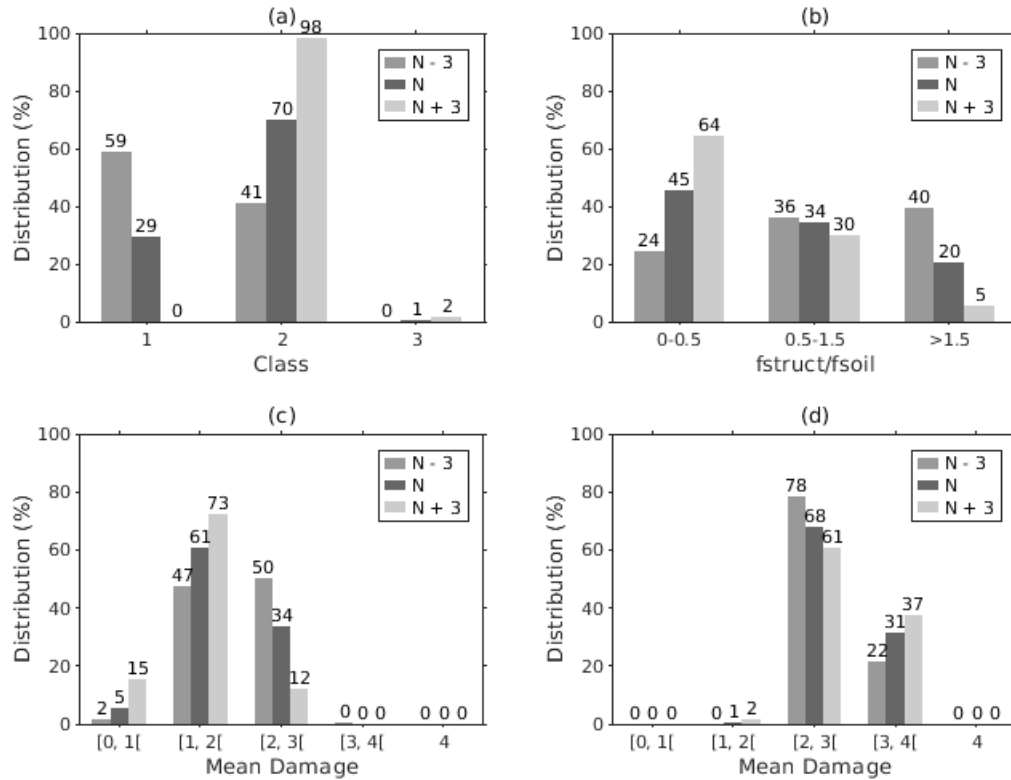 (a)
100
80
60
40
20
0
Distribution (%)
N - 3
N
N + 3
59
29
0
41
70
98
0
1
2
1
2
3
Class
(b)
100
80
60
40
20
0
Distribution (%)
N - 3
N
N + 3
24
45
64
36
34
30
40
20
5
0-0.5
0.5-1.5
>1.5
fstruct/fsoil
(c)
100
80
60
40
20
0
Distribution (%)
N - 3
N
N + 3
2
5
15
47
61
73
50
34
12
0 0 0
0 0 0
[0, 1[
[1, 2[
[2, 3[
[3, 4[
4
Mean Damage
(d)
100
80
60
40
20
0
Distribution (%)
N - 3
N
N + 3
0 0 0
0 1 2
78
68
61
22
31
37
0 0 0
[0, 1[
[1, 2[
[2, 3[
[3, 4[
4
Mean Damage